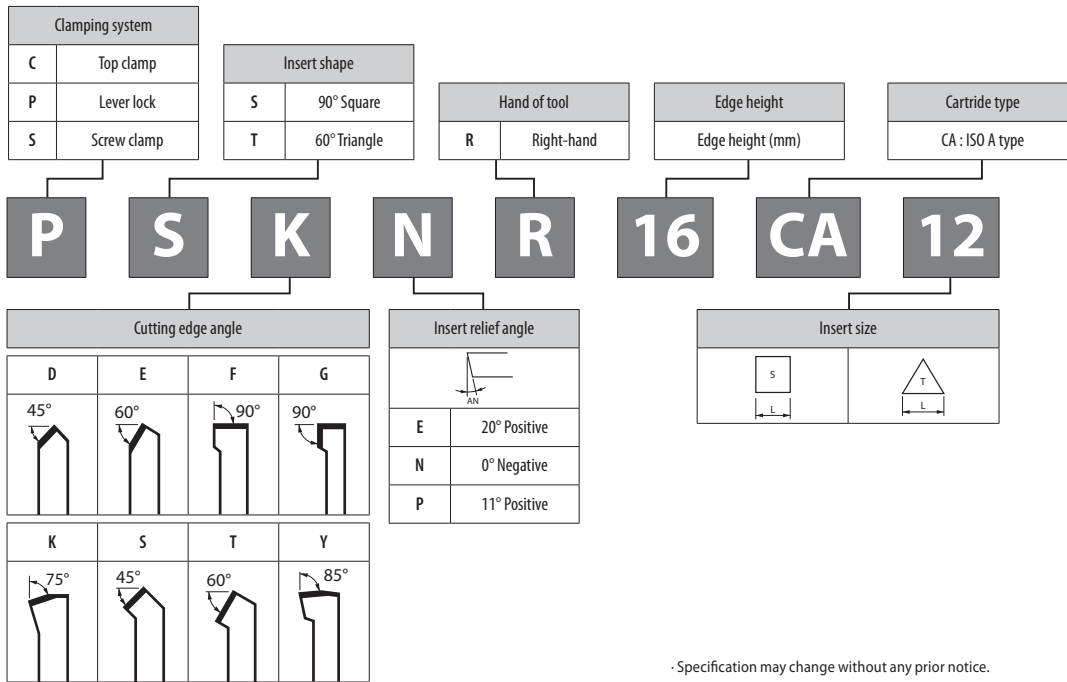 Clamping system
C Top clamp
P Lever lock
S Screw clamp
Insert shape
S 90° Square
T 60° Triangle
Hand of tool
R Right-hand
Edge height
Edge height (mm)
Cartride type
CA : ISO A type
P S K N R 16 CA 12
Cutting edge angle
D E F G
45° 60° 90° 90°
K S T Y
75° 45° 60° 85°
Insert relief angle
AN
E 20° Positive
N 0° Negative
P 11° Positive
Insert size
S T
L L
· Specification may change without any prior notice.